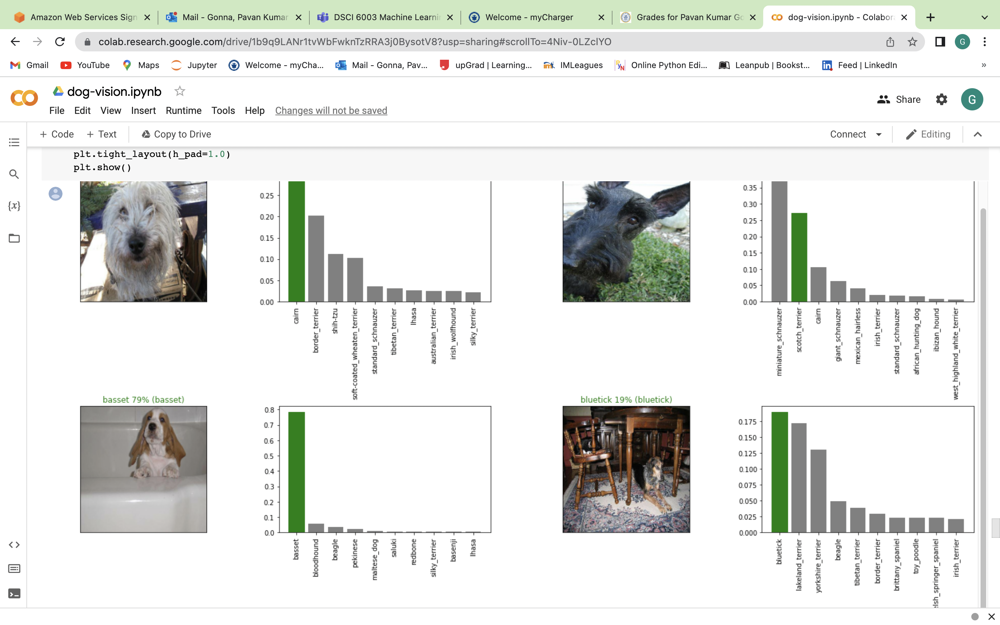 Amazon Web Services Sign
Mail - Gonna, Pavan Kumar
DSCI 6003 Machine Learnin
Welcome - myCharger
Grades for Pavan Kumar Go
dog-vision.ipynb - Colabora
colab.research.google.com/drive/1b9q9LANr1tvWbFwknTzRRA3j0BysotV8?usp=sharing#scrollTo=4Niv-0LZclYO
G
Gmail
YouTube
Maps
Jupyter
Welcome - myCha...
Mail - Gonna, Pav...
upGrad | Learning...
IMLeagues
Online Python Edi...
Leanpub | Bookst...
Feed | LinkedIn
»
dog-vision.ipynb
File Edit View Insert Runtime Tools Help Changes will not be saved
Share
G
+ Code + Text
Copy to Drive
Connect
Editing
plt.tight_layout(h_pad=1.0)
plt.show()
{x}
0.25
0.20
0.15
0.10
0.05
0.00
cairn
border_terrier
shih-tzu
soft-coated_wheaten_terrier
standard_schnauzer
tibetan_terrier
lhasa
australian_terrier
irish_wolfhound
silky_terrier
0.35
0.30
0.25
0.20
0.15
0.10
0.05
0.00
miniature_schnauzer
scotch_terrier
cairn
giant_schnauzer
mexican_hairless
irish_terrier
standard_schnauzer
african_hunting_dog
ibizan_hound
west_highland_white_terrier
basset 79% (basset)
0.8
0.7
0.6
0.5
0.4
0.3
0.2
0.1
0.0
basset
bloodhound
beagle
pekinese
maltese_dog
saluki
redbone
silky_terrier
basenji
lhasa
bluetick 19% (bluetick)
0.175
0.150
0.125
0.100
0.075
0.050
0.025
0.000
bluetick
lakeland_terrier
yorkshire_terrier
beagle
tibetan_terrier
border_terrier
brittany_spaniel
toy_poodle
elsh_springer_spaniel
irish_terrier